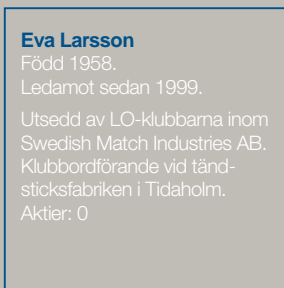 Eva Larsson
Född 1958.
Ledamot sedan 1999.
Utsedd av LO-klubbarna inom
Swedish Match Industries AB.
Klubbordförande vid tänd-
sticksfabriken i Tidaholm.
Aktier: 0